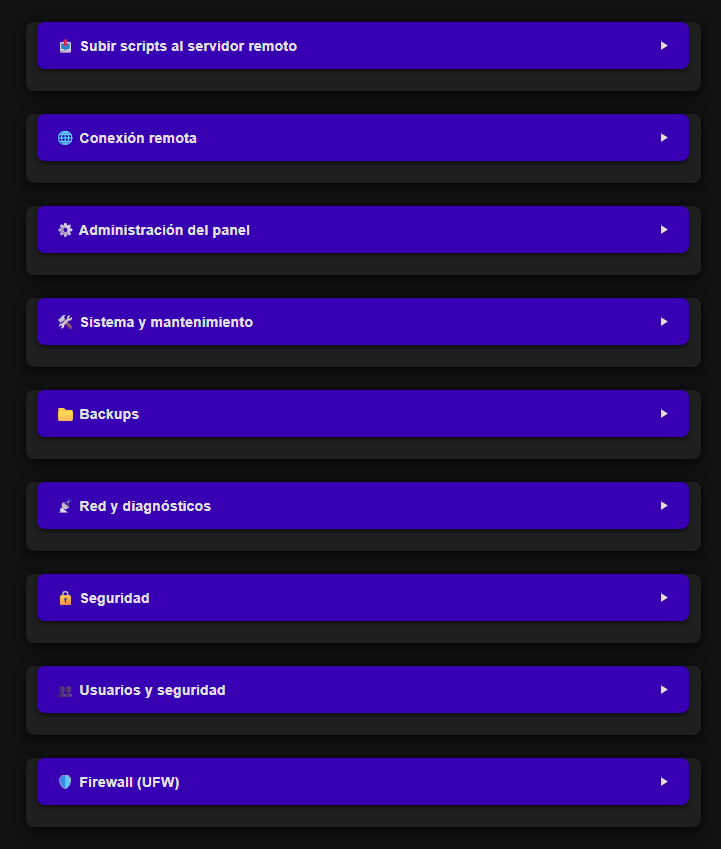 Subir scripts al servidor remoto
Conexión remota
Administración del panel
Sistema y mantenimiento
Backups
Red y diagnósticos
Seguridad
Usuarios y seguridad
Firewall (UFW)